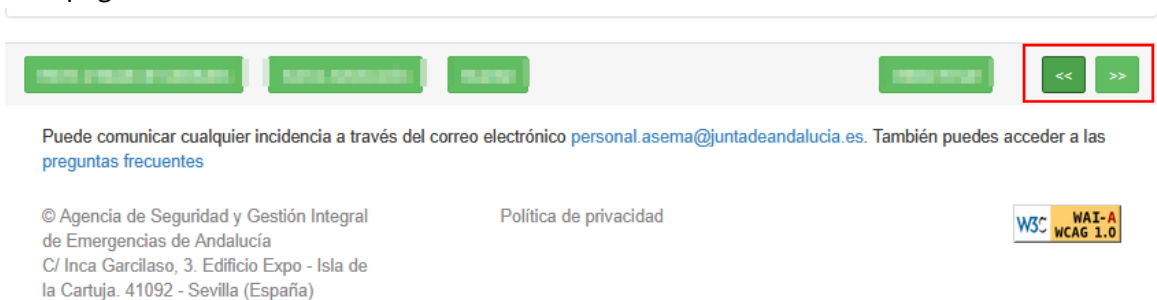 << >>
Puede comunicar cualquier incidencia a través del correo electrónico personal.asema@juntadeandalucia.es. También puedes acceder a las
preguntas frecuentes
© Agencia de Seguridad y Gestión Integral
de Emergencias de Andalucía
C/ Inca Garcilaso, 3. Edificio Expo - Isla de
la Cartuja. 41092 - Sevilla (España)
Política de privacidad
W3C WAI-A
WCAG 1.0